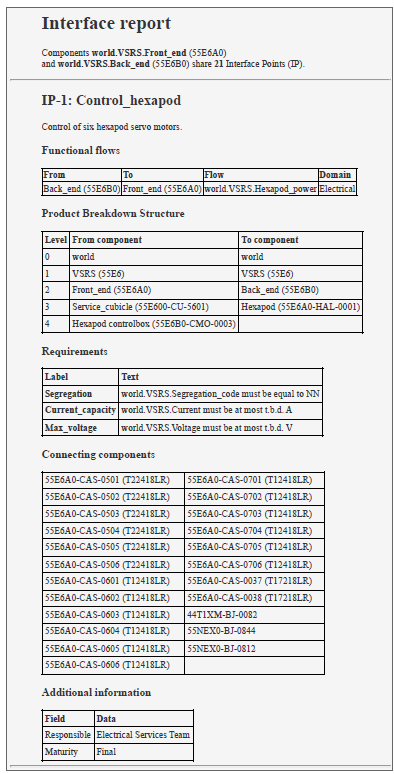 Interface report
Components world.VSRS.Front_end (55E6A0)
and world.VSRS.Back_end (55E6B0) share 21 Interface Points (IP).
IP-1: Control_hexapod
Control of six hexapod servo motors.
Functional flows
From To Flow Domain
Back_end (55E6B0) Front_end (55E6A0) world.VSRS.Hexapod_power Electrical
Product Breakdown Structure
Level From component To component
0 world world
1 VSRS (55E6) VSRS (55E6)
2 Front_end (55E6A0) Back_end (55E6B0)
3 Service_cubicle (55E600-CU-5601) Hexapod (55E6A0-HAL-0001)
4 Hexapod controlbox (55E6B0-CMO-0003)
Requirements
Label Text
Segregation world.VSRS.Segregation_code must be equal to NN
Current_capacity world.VSRS.Current must be at most t.b.d. A
Max_voltage world.VSRS.Voltage must be at most t.b.d. V
Connecting components
55E6A0-CAS-0501 (T22418LR) 55E6A0-CAS-0701 (T12418LR)
55E6A0-CAS-0502 (T22418LR) 55E6A0-CAS-0702 (T12418LR)
55E6A0-CAS-0503 (T22418LR) 55E6A0-CAS-0703 (T12418LR)
55E6A0-CAS-0504 (T22418LR) 55E6A0-CAS-0704 (T12418LR)
55E6A0-CAS-0505 (T22418LR) 55E6A0-CAS-0705 (T12418LR)
55E6A0-CAS-0506 (T22418LR) 55E6A0-CAS-0706 (T12418LR)
55E6A0-CAS-0601 (T12418LR) 55E6A0-CAS-0037 (T17218LR)
55E6A0-CAS-0602 (T12418LR) 55E6A0-CAS-0038 (T17218LR)
55E6A0-CAS-0603 (T12418LR) 44T1XM-BJ-0082
55E6A0-CAS-0604 (T12418LR) 55NEX0-BJ-0844
55E6A0-CAS-0605 (T12418LR) 55NEX0-BJ-0812
55E6A0-CAS-0606 (T12418LR)
Additional information
Field Data
Responsible Electrical Services Team
Maturity Final